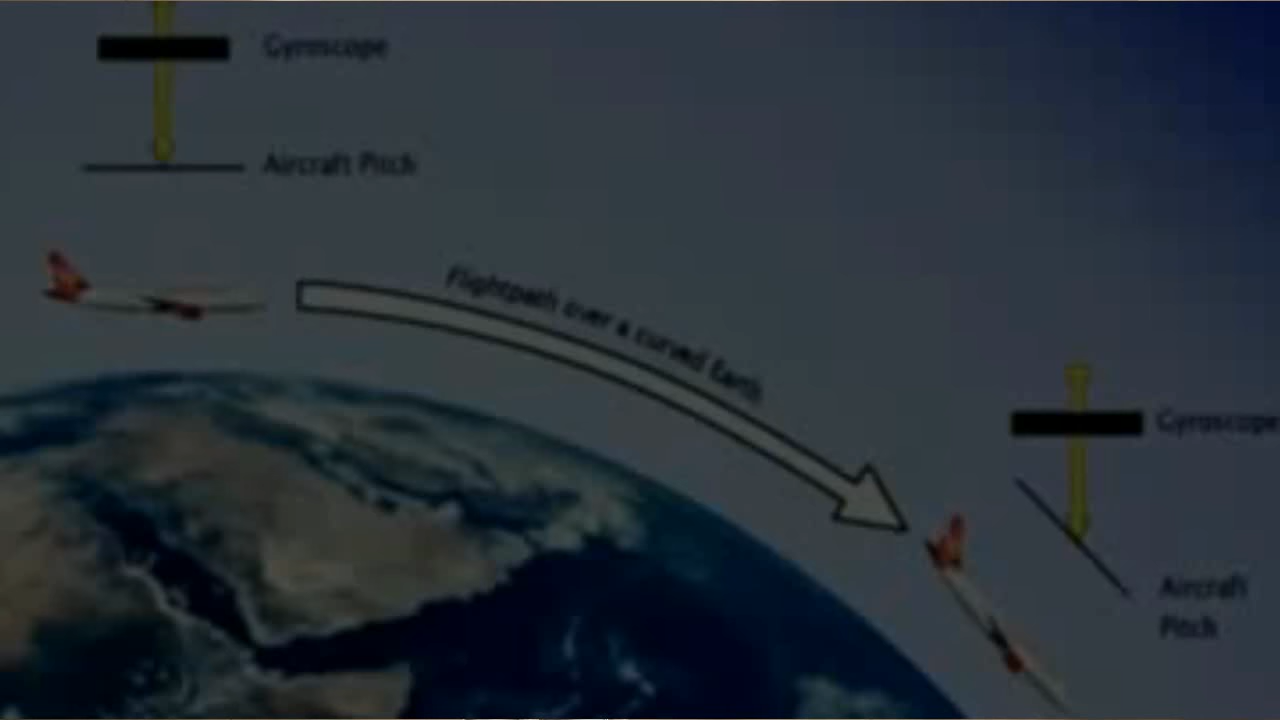 Gyroscope
Aircraft Pitch
Flightpath over a curved Earth
Gyroscope
Aircraft
Pitch